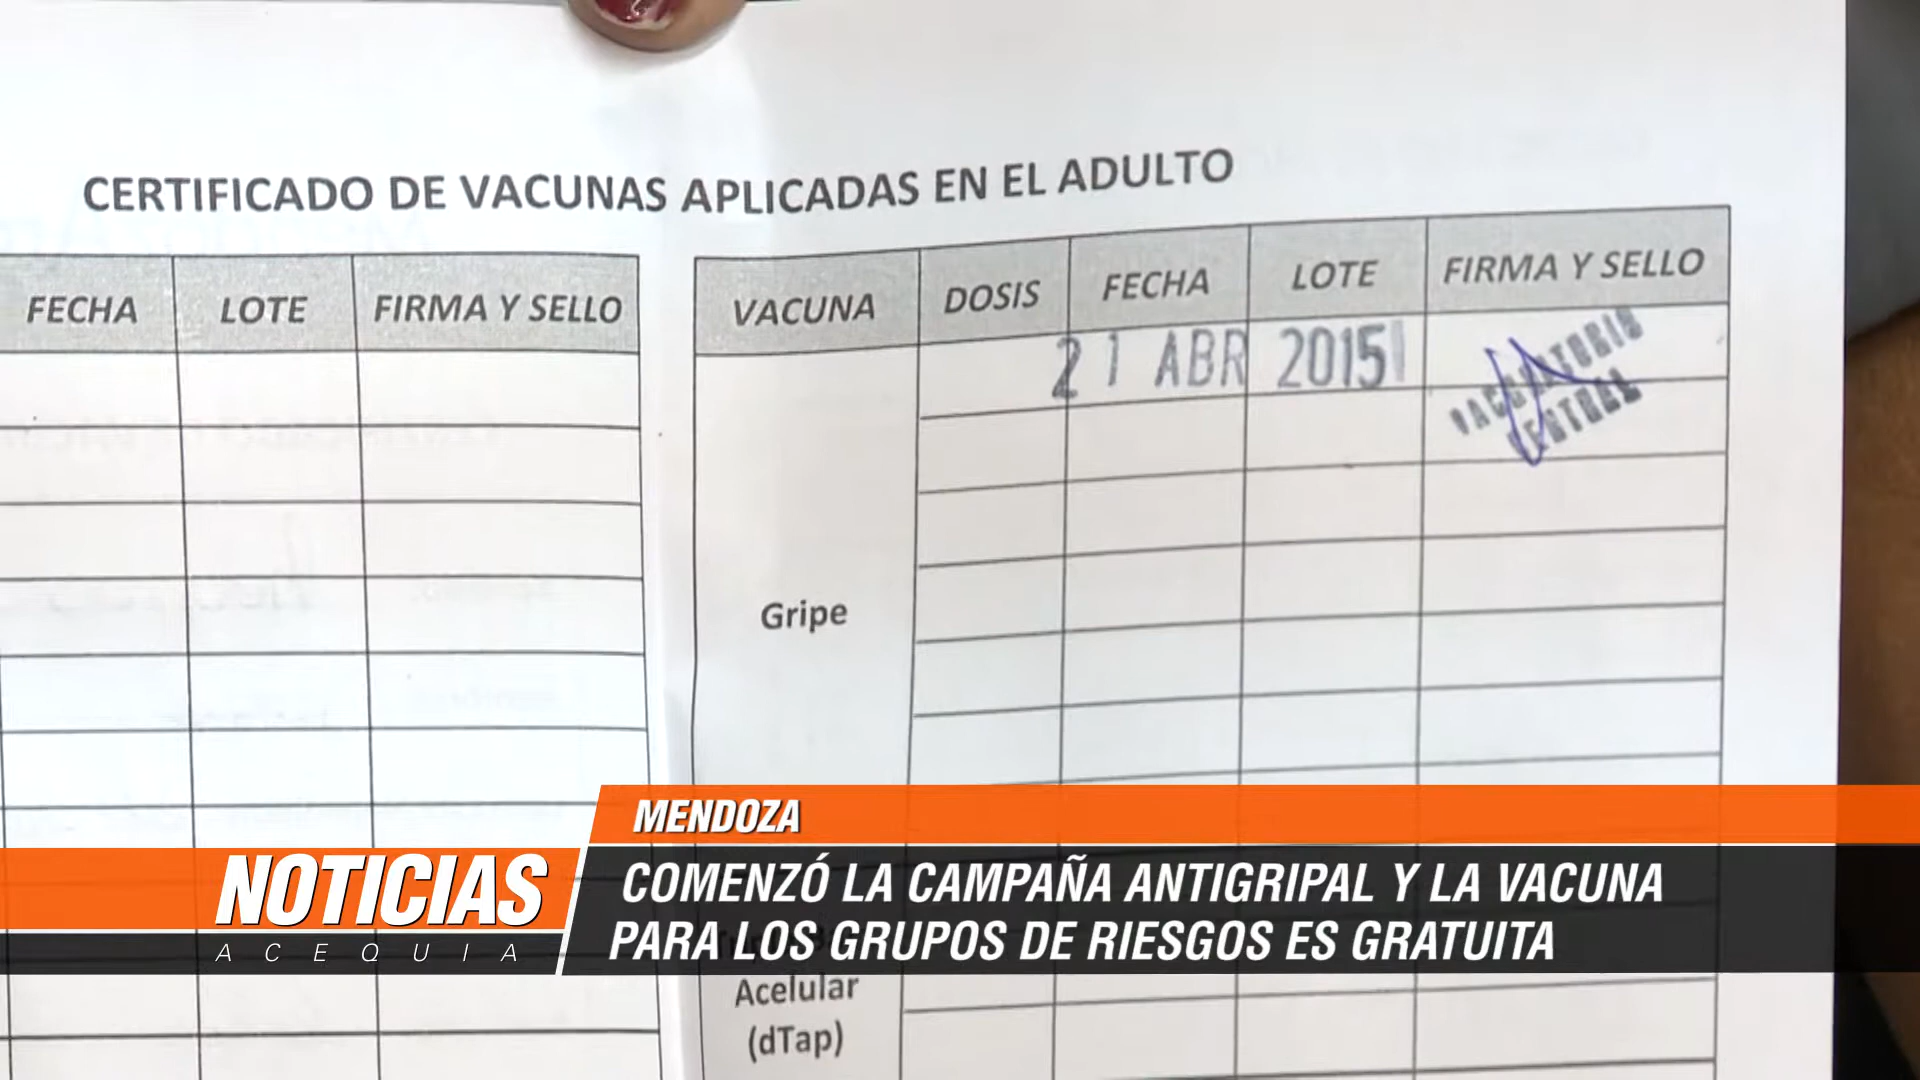 CERTIFICADO DE VACUNAS APLICADAS EN EL ADULTO
FECHA LOTE FIRMA Y SELLO
VACUNA DOSIS FECHA LOTE FIRMA Y SELLO
21 ABR 2015
VACUNATORIO
CENTRAL
Gripe
MENDOZA
NOTICIAS
ACEQUIA
COMENZÓ LA CAMPAÑA ANTIGRIPAL Y LA VACUNA
PARA LOS GRUPOS DE RIESGOS ES GRATUITA
Acelular
(dTap)